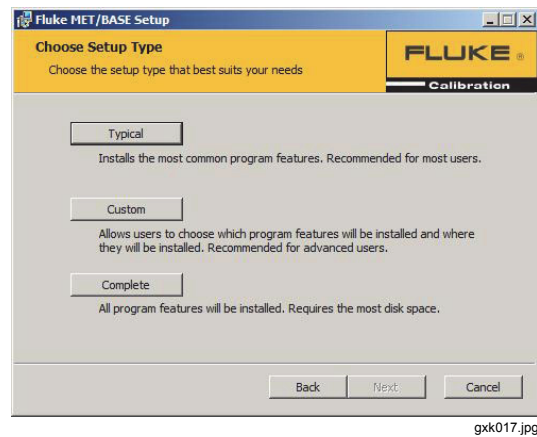 Fluke MET/BASE Setup
Choose Setup Type
Choose the setup type that best suits your needs
FLUKE ®
Calibration
Typical
Installs the most common program features. Recommended for most users.
Custom
Allows users to choose which program features will be installed and where
they will be installed. Recommended for advanced users.
Complete
All program features will be installed. Requires the most disk space.
Back Next Cancel
gxk017.jpg